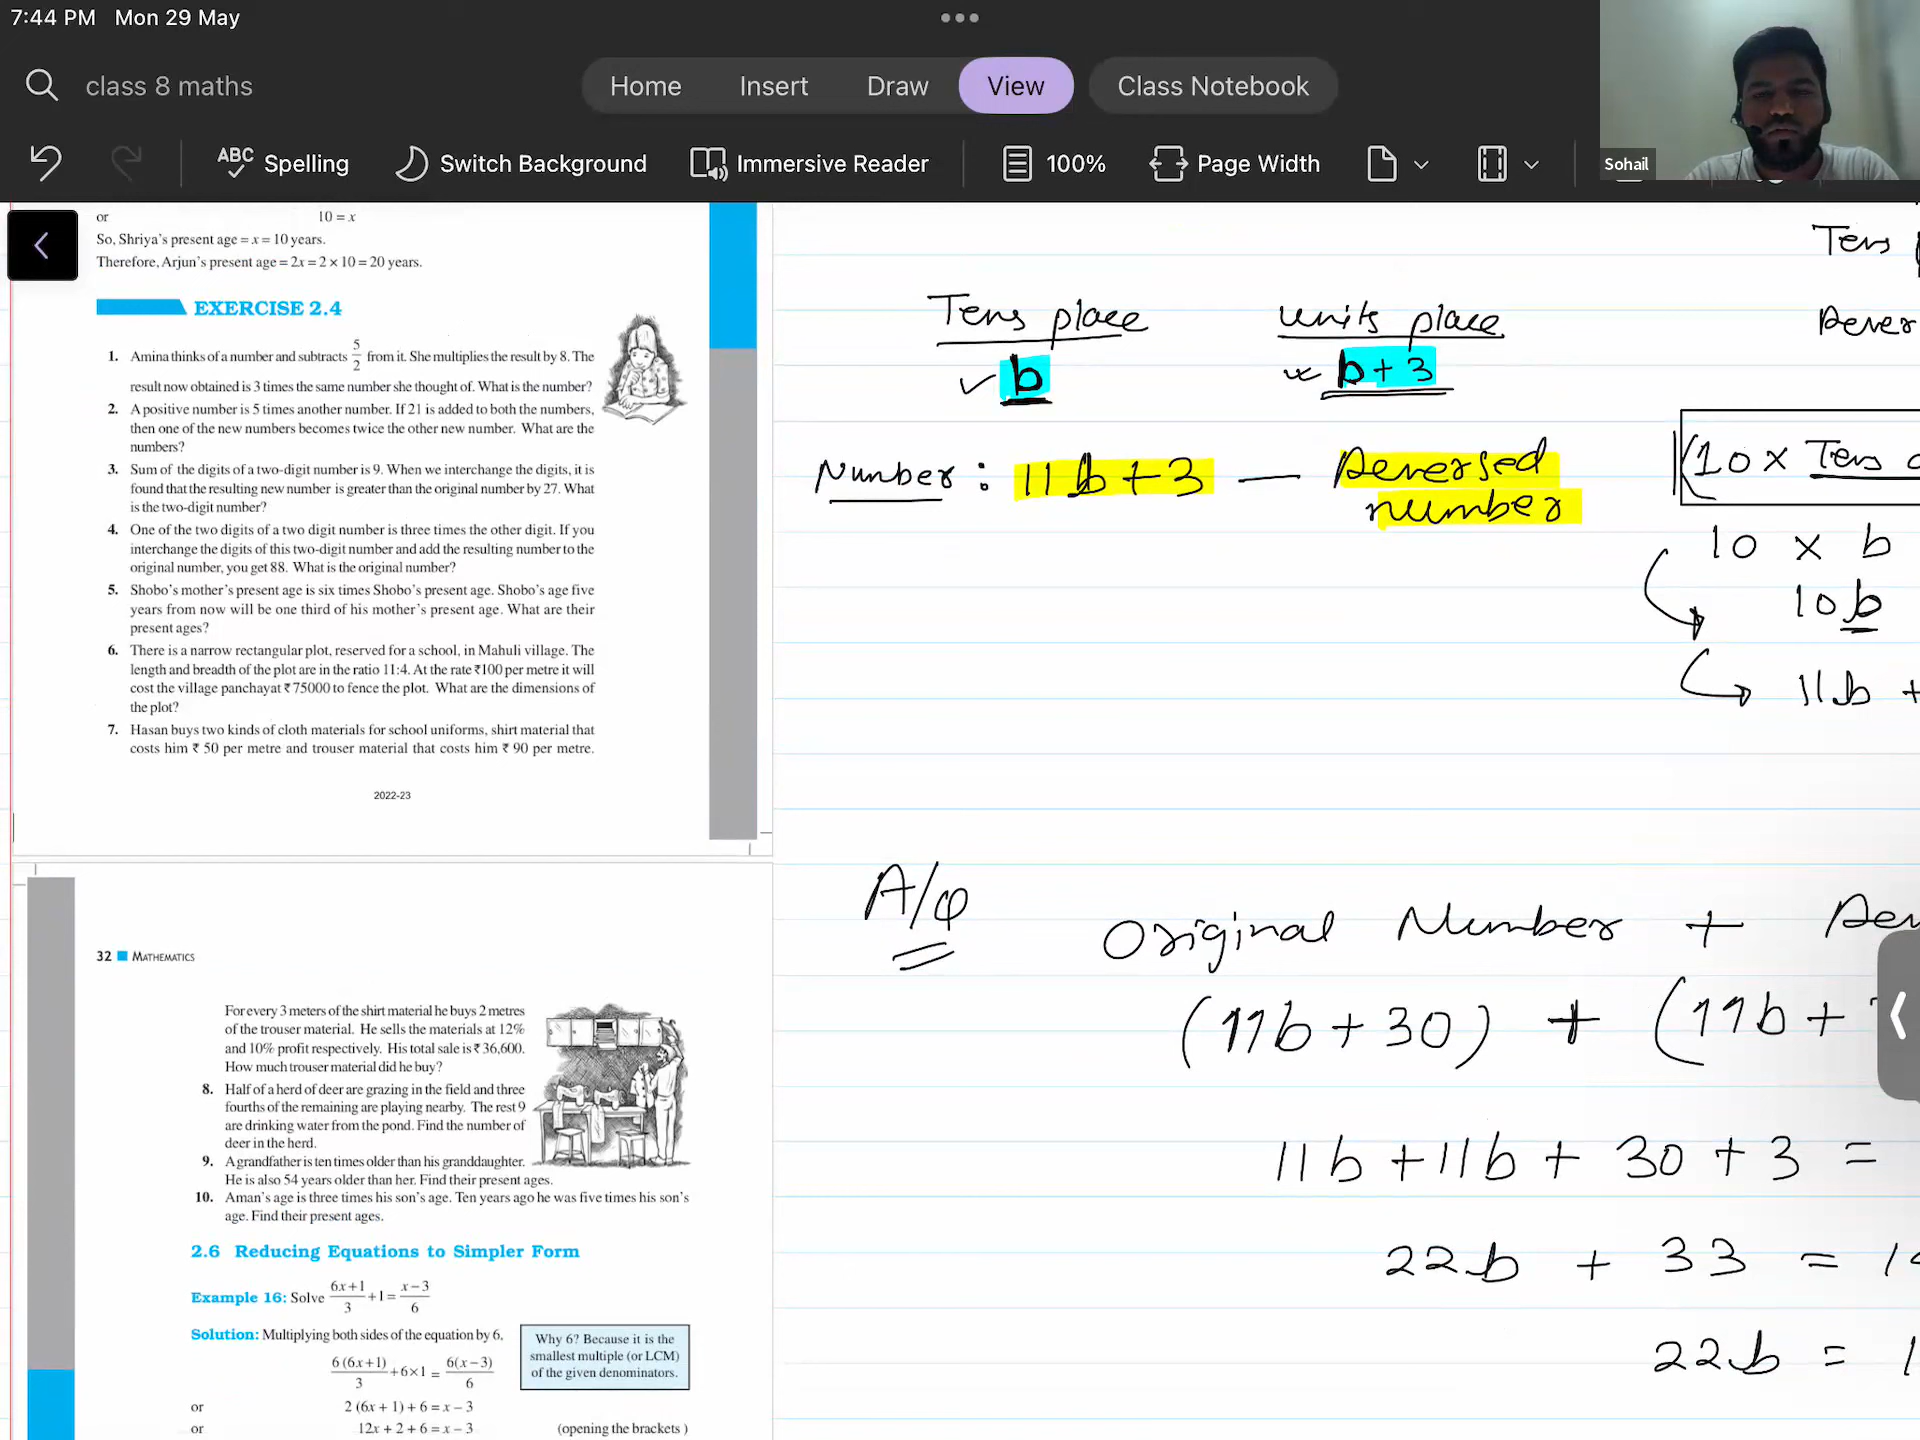 7:44 PM Mon 29 May
class 8 maths
Home Insert Draw View Class Notebook
ABC Spelling Switch Background Immersive Reader 100% Page Width
Sohail
or 10 = x
So, Shriya's present age = x = 10 years.
Therefore, Arjun's present age = 2x = 2 × 10 = 20 years.
EXERCISE 2.4
1. Amina thinks of a number and subtracts 5/2 from it. She multiplies the result by 8. The
result now obtained is 3 times the same number she thought of. What is the number?
2. A positive number is 5 times another number. If 21 is added to both the numbers,
then one of the new numbers becomes twice the other new number. What are the
numbers?
3. Sum of the digits of a two-digit number is 9. When we interchange the digits, it is
found that the resulting new number is greater than the original number by 27. What
is the two-digit number?
4. One of the two digits of a two digit number is three times the other digit. If you
interchange the digits of this two-digit number and add the resulting number to the
original number, you get 88. What is the original number?
5. Shobo's mother's present age is six times Shobo's present age. Shobo's age five
years from now will be one third of his mother's present age. What are their
present ages?
6. There is a narrow rectangular plot, reserved for a school, in Mahuli village. The
length and breadth of the plot are in the ratio 11:4. At the rate ₹100 per metre it will
cost the village panchayat ₹ 75000 to fence the plot. What are the dimensions of
the plot?
7. Hasan buys two kinds of cloth materials for school uniforms, shirt material that
costs him ₹ 50 per metre and trouser material that costs him ₹ 90 per metre.
2022-23
32 MATHEMATICS
For every 3 meters of the shirt material he buys 2 metres
of the trouser material. He sells the materials at 12%
and 10% profit respectively. His total sale is ₹ 36,600.
How much trouser material did he buy?
8. Half of a herd of deer are grazing in the field and three
fourths of the remaining are playing nearby. The rest 9
are drinking water from the pond. Find the number of
deer in the herd.
9. A grandfather is ten times older than his granddaughter.
He is also 54 years older than her. Find their present ages.
10. Aman's age is three times his son's age. Ten years ago he was five times his son's
age. Find their present ages.
2.6 Reducing Equations to Simpler Form
Example 16: Solve (6x+1)/3 + 1 = (x−3)/6
Solution: Multiplying both sides of the equation by 6,
6(6x+1)/3 + 6×1 = 6(x−3)/6
or 2 (6x + 1) + 6 = x − 3
or 12x + 2 + 6 = x − 3 (opening the brackets )
Why 6? Because it is the
smallest multiple (or LCM)
of the given denominators.
Tens place units place
b b+3
Number : 11b+3 — Reversed
number
Tens
Rever
(10 × Tens
10 × b
10b
11b +
A/Q
Original Number + Rev
(11b+30) + (11b+
11b+11b+ 30+3 =
22b + 33 = 1
22b = 1